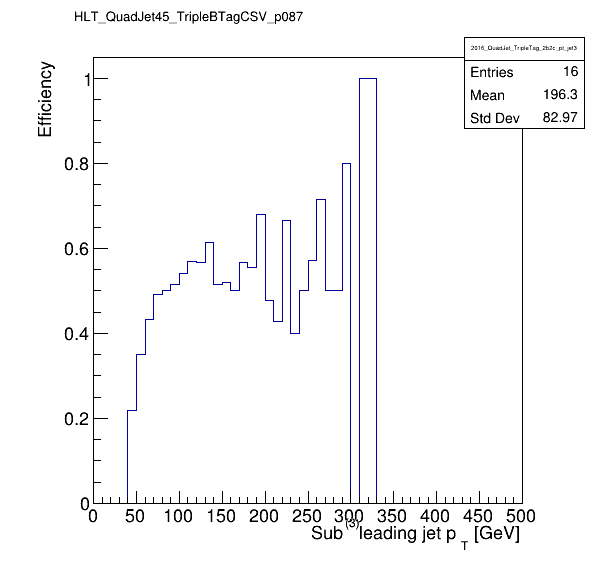 HLT_QuadJet45_TripleBTagCSV_p087
2016_QuadJet_TripleTag_2b2c_pt_jet3
Entries 16
Mean 196.3
Std Dev 82.97
Efficiency
1
0.8
0.6
0.4
0.2
0
0 50 100 150 200 250 300 350 400 450 500
Sub(3)leading jet pT [GeV]